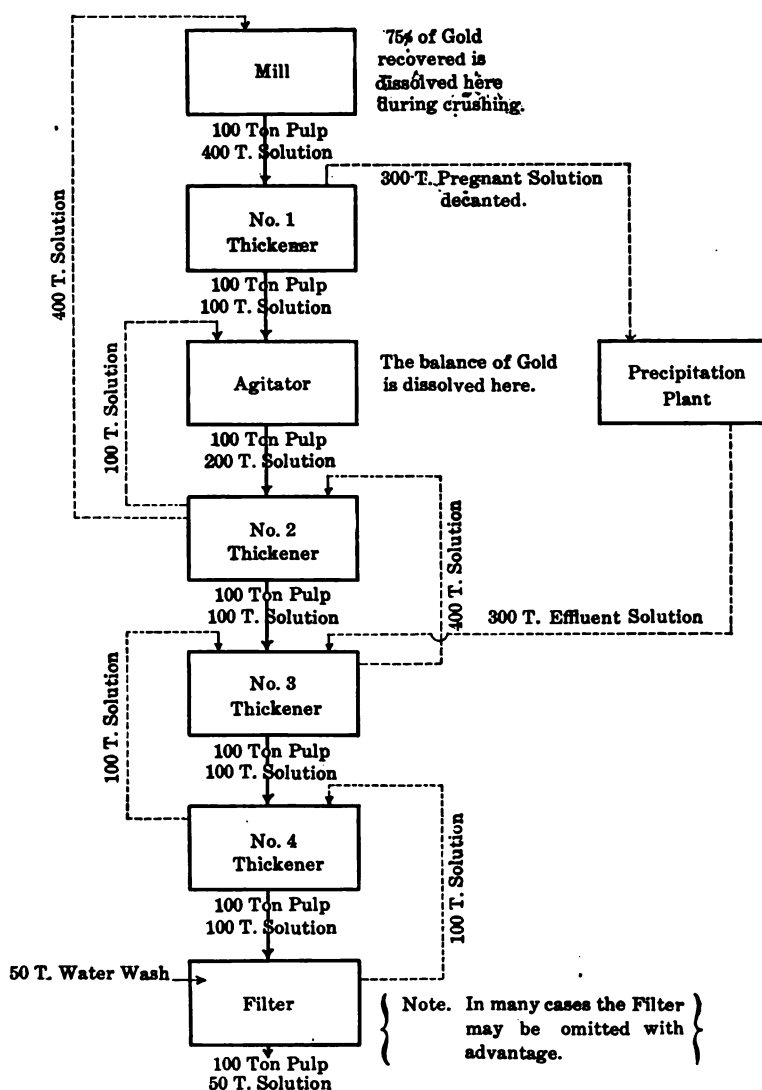 75% of Gold
recovered is
dissolved here
during crushing.
Mill
100 Ton Pulp
400 T. Solution
300 T. Pregnant Solution
decanted.
400 T. Solution
No. 1
Thickener
100 Ton Pulp
100 T. Solution
100 T. Solution
Agitator
The balance of Gold
is dissolved here.
Precipitation
Plant
100 Ton Pulp
200 T. Solution
No. 2
Thickener
400 T. Solution
100 Ton Pulp
100 T. Solution
300 T. Effluent Solution
100 T. Solution
No. 3
Thickener
100 Ton Pulp
100 T. Solution
No. 4
Thickener
100 T. Solution
100 Ton Pulp
100 T. Solution
50 T. Water Wash
Filter
Note. In many cases the Filter
may be omitted with
advantage.
100 Ton Pulp
50 T. Solution